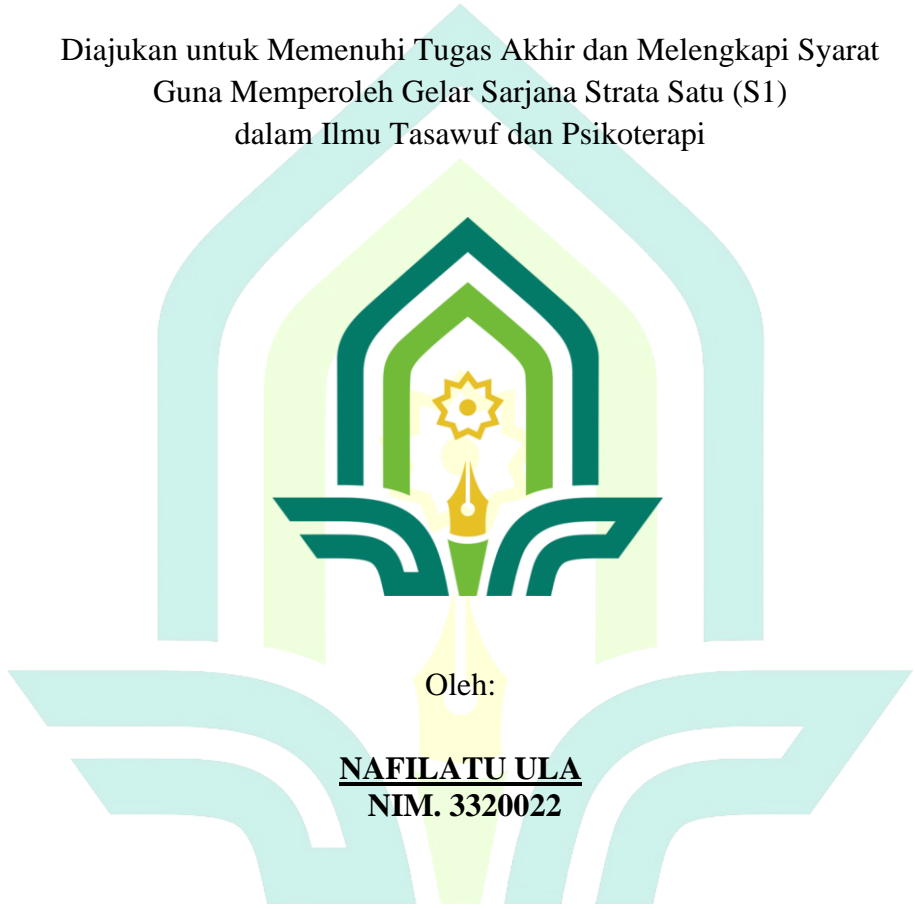 Diajukan untuk Memenuhi Tugas Akhir dan Melengkapi Syarat
Guna Memperoleh Gelar Sarjana Strata Satu (S1)
dalam Ilmu Tasawuf dan Psikoterapi
Oleh:
NAFILATU ULA
NIM. 3320022